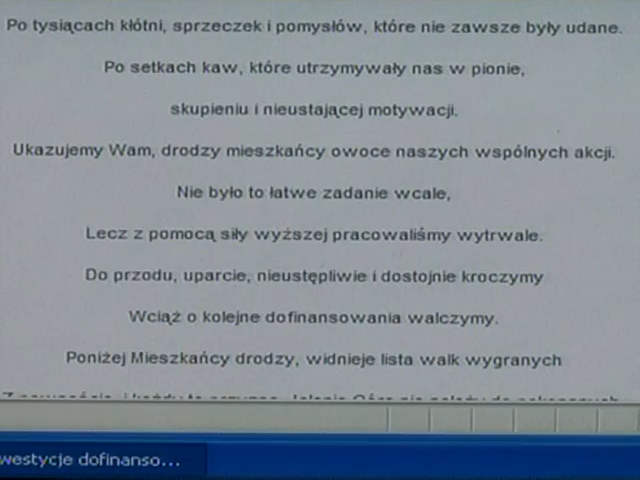 Po tysiącach kłótni, sprzeczek i pomysłów, które nie zawsze były udane.
Po setkach kaw, które utrzymywały nas w pionie,
skupieniu i nieustającej motywacji.
Ukazujemy Wam, drodzy mieszkańcy owoce naszych wspólnych akcji.
Nie było to łatwe zadanie wcale,
Lecz z pomocą siły wyższej pracowaliśmy wytrwale.
Do przodu, uparcie, nieustępliwie i dostojnie kroczymy
Wciąż o kolejne dofinansowania walczymy.
Poniżej Mieszkańcy drodzy, widnieje lista walk wygranych
westycje dofinanso...